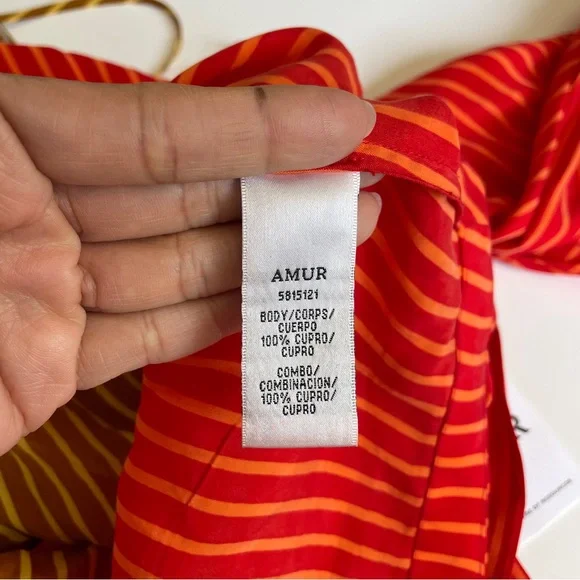 AMUR
5815121
BODY/CORPS/
CUERPO
100% CUPRO/
CUPRO
COMBO/
COMBINACION/
100% CUPRO/
CUPRO
R